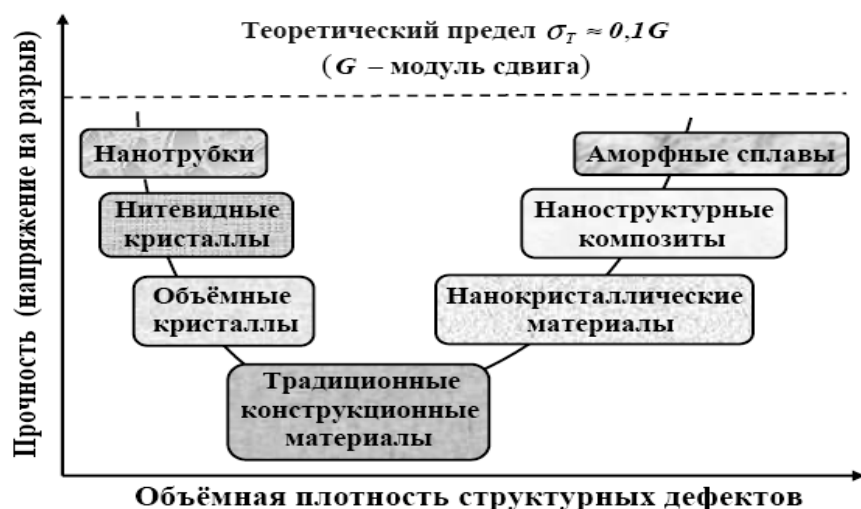 Теоретический предел σ_T ≈ 0,1G
( G – модуль сдвига)
Прочность (напряжение на разрыв)
Нанотрубки
Аморфные сплавы
Нитевидные
кристаллы
Наноструктурные
композиты
Объёмные
кристаллы
Нанокристаллические
материалы
Традиционные
конструкционные
материалы
Объёмная плотность структурных дефектов